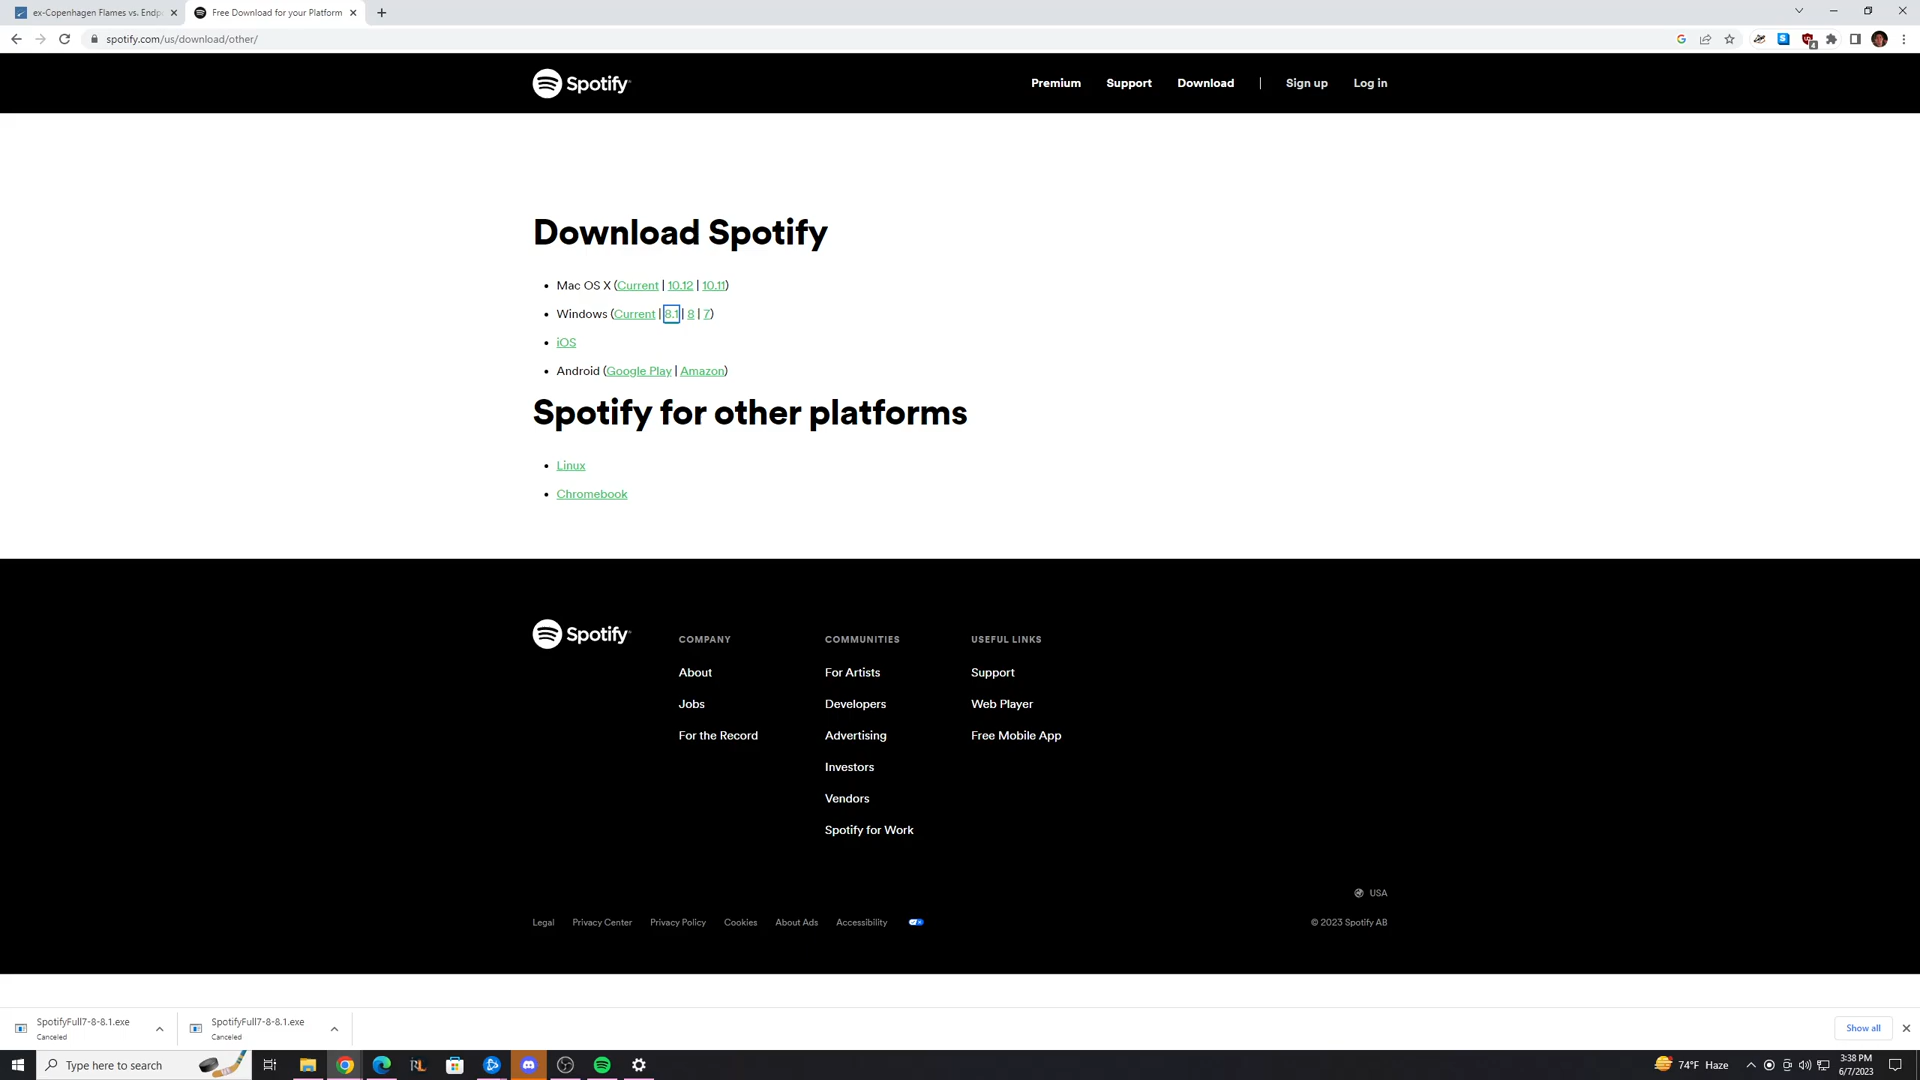 ex-Copenhagen Flames vs. Endp
Free Download for your Platform
spotify.com/us/download/other/
Spotify
Premium
Support
Download
|
Sign up
Log in
Download Spotify
• Mac OS X (Current | 10.12 | 10.11)
• Windows (Current | 8.1 | 8 | 7)
• iOS
• Android (Google Play | Amazon)
Spotify for other platforms
• Linux
• Chromebook
Spotify
COMPANY
About
Jobs
For the Record
COMMUNITIES
For Artists
Developers
Advertising
Investors
Vendors
Spotify for Work
USEFUL LINKS
Support
Web Player
Free Mobile App
USA
Legal
Privacy Center
Privacy Policy
Cookies
About Ads
Accessibility
© 2023 Spotify AB
SpotifyFull7-8-8.1.exe
Canceled
SpotifyFull7-8-8.1.exe
Canceled
Show all
Type here to search
74°F Haze
3:38 PM
6/7/2023